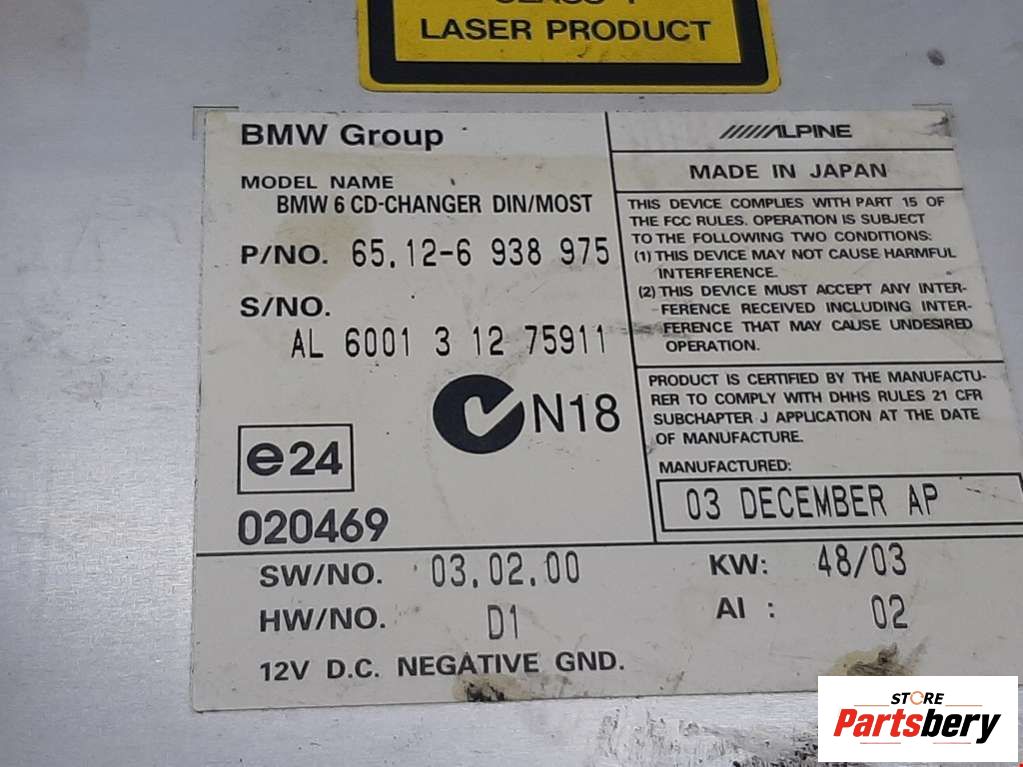 CLASS 1
LASER PRODUCT
BMW Group
MODEL NAME
BMW 6 CD-CHANGER DIN/MOST
P/NO. 65.12-6 938 975
S/NO.
AL 6001 3 12 75911
N18
e24
020469
ALPINE
MADE IN JAPAN
THIS DEVICE COMPLIES WITH PART 15 OF
THE FCC RULES. OPERATION IS SUBJECT
TO THE FOLLOWING TWO CONDITIONS:
(1) THIS DEVICE MAY NOT CAUSE HARMFUL
INTERFERENCE.
(2) THIS DEVICE MUST ACCEPT ANY INTER-
FERENCE RECEIVED INCLUDING INTER-
FERENCE THAT MAY CAUSE UNDESIRED
OPERATION.
PRODUCT IS CERTIFIED BY THE MANUFACTU-
RER TO COMPLY WITH DHHS RULES 21 CFR
SUBCHAPTER J APPLICATION AT THE DATE
OF MANUFACTURE.
MANUFACTURED:
03 DECEMBER AP
SW/NO. 03.02.00
KW: 48/03
HW/NO. D1
AI : 02
12V D.C. NEGATIVE GND.
STORE
Partsbery